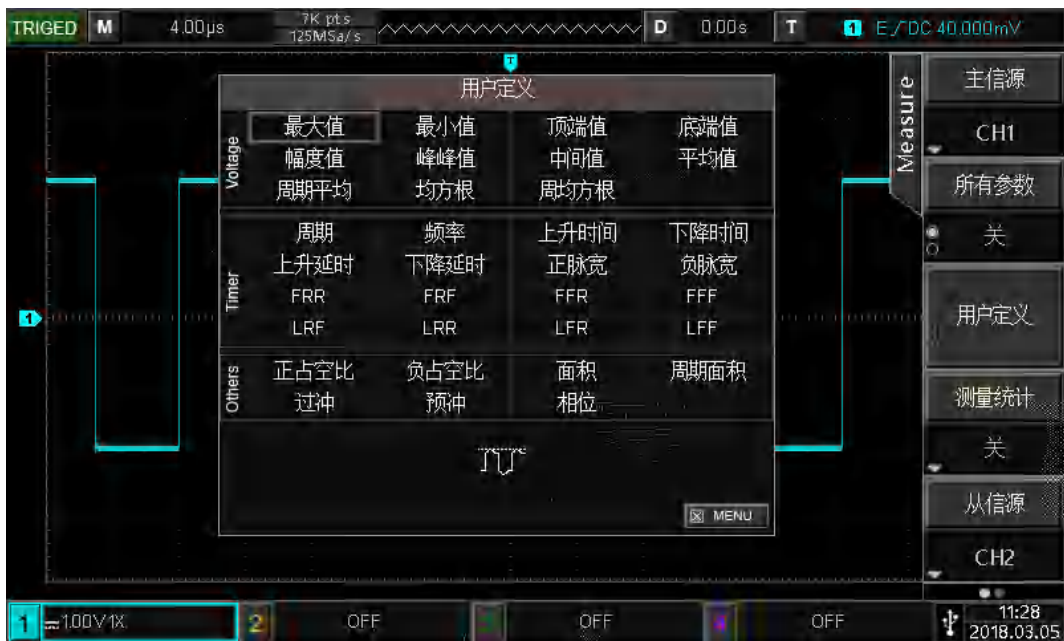 TRIGED M 4.00μs 7K pts 125MSa/s D 0.00s T 1 E DC 40.000mV
用户定义
Voltage
最大值 最小值 顶端值 底端值
幅度值 峰峰值 中间值 平均值
周期平均 均方根 周均方根
Timer
周期 频率 上升时间 下降时间
上升延时 下降延时 正脉宽 负脉宽
FRR FRF FFR FFF
LRF LRR LFR LFF
Others
正占空比 负占空比 面积 周期面积
过冲 预冲 相位
MENU
Measure
主信源
CH1
所有参数
关
用户定义
测量统计
关
从信源
CH2
T
1
1 1.00V 1X 2 OFF OFF OFF
11:28
2018.03.05